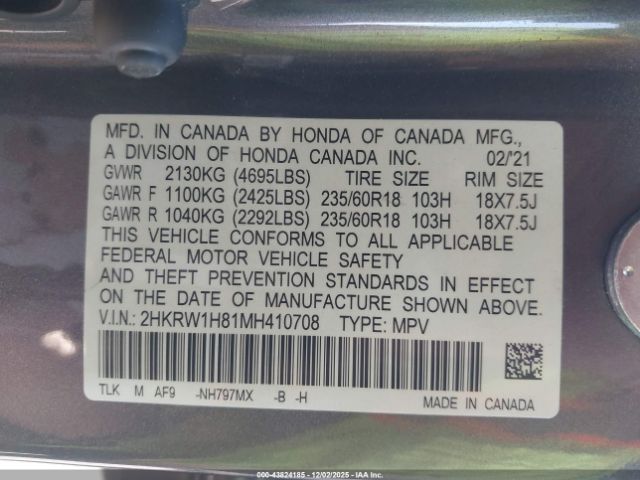 MFD. IN CANADA BY HONDA OF CANADA MFG.,
A DIVISION OF HONDA CANADA INC. 02/'21
GVWR 2130KG (4695LBS) TIRE SIZE RIM SIZE
GAWR F 1100KG (2425LBS) 235/60R18 103H 18X7.5J
GAWR R 1040KG (2292LBS) 235/60R18 103H 18X7.5J
THIS VEHICLE CONFORMS TO ALL APPLICABLE
FEDERAL MOTOR VEHICLE SAFETY
AND THEFT PREVENTION STANDARDS IN EFFECT
ON THE DATE OF MANUFACTURE SHOWN ABOVE.
V.I.N.: 2HKRW1H81MH410708 TYPE: MPV
TLK M AF9 -NH797MX -B -H
MADE IN CANADA
00-43824185 - 12/02/2025 - IAA Inc.